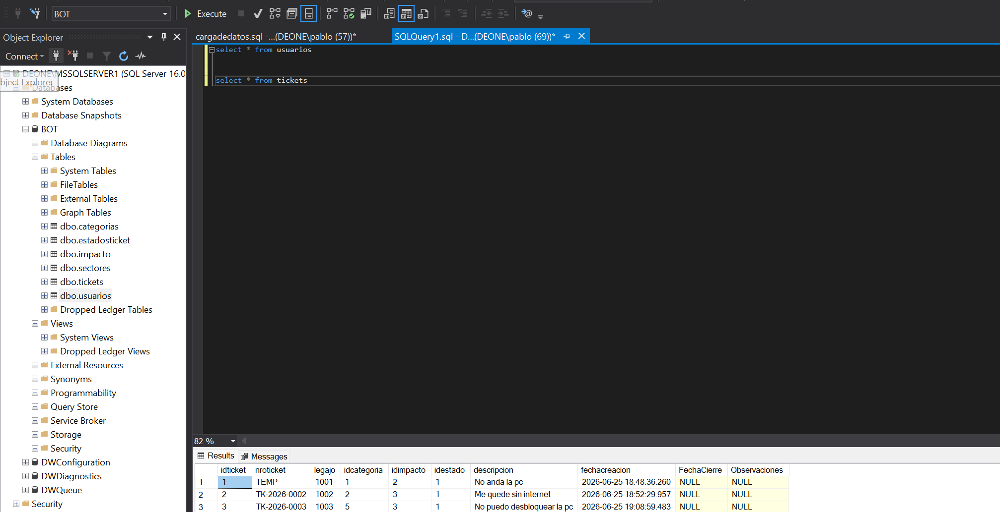 BOT
Execute
Object Explorer
cargadedatos.sql -...(DEONE\pablo (57))*
SQLQuery1.sql - D...(DEONE\pablo (69))*
Connect
select * from usuarios
select * from tickets
DEONE\MSSQLSERVER1 (SQL Server 16.0
bject Explorer
Databases
System Databases
Database Snapshots
BOT
Database Diagrams
Tables
System Tables
FileTables
External Tables
Graph Tables
dbo.categorias
dbo.estadosticket
dbo.impacto
dbo.sectores
dbo.tickets
dbo.usuarios
Dropped Ledger Tables
Views
System Views
Dropped Ledger Views
External Resources
Synonyms
Programmability
Query Store
Service Broker
Storage
Security
DWConfiguration
DWDiagnostics
DWQueue
Security
82 %
Results Messages
idticket nroticket legajo idcategoria idimpacto idestado descripcion fechacreacion FechaCierre Observaciones
1 1 TEMP 1001 1 2 1 No anda la pc 2026-06-25 18:48:36.260 NULL NULL
2 2 TK-2026-0002 1002 2 3 1 Me quede sin internet 2026-06-25 18:52:29.957 NULL NULL
3 3 TK-2026-0003 1003 5 3 1 No puedo desbloquear la pc 2026-06-25 19:08:59.483 NULL NULL